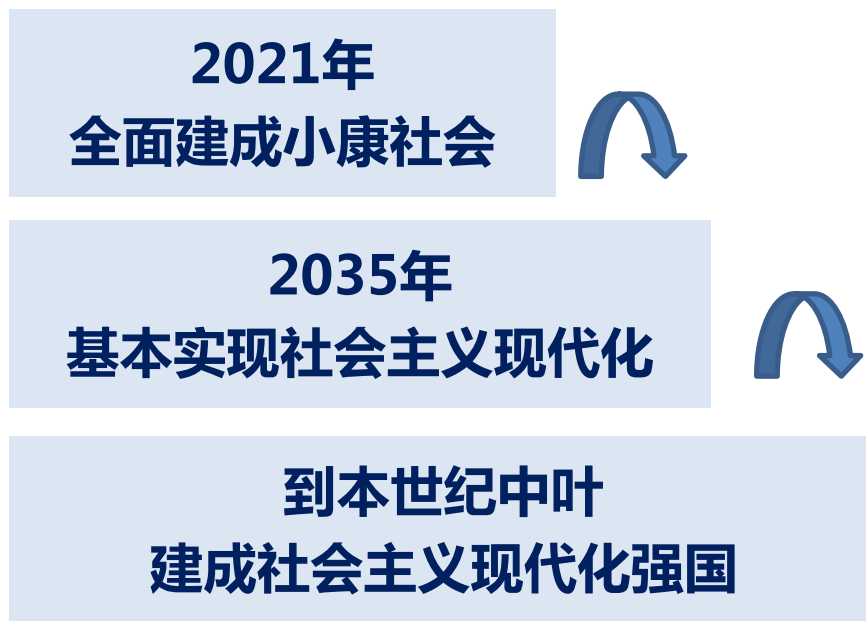 2021年
全面建成小康社会
2035年
基本实现社会主义现代化
到本世纪中叶
建成社会主义现代化强国